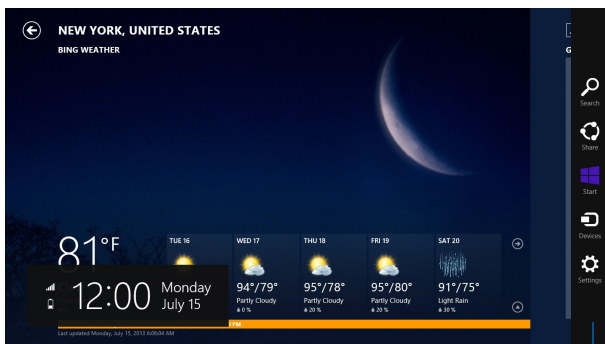 NEW YORK, UNITED STATES
BING WEATHER
G
Search
Share
Start
Devices
Settings
81°F
TUE 16
WED 17
94°/79°
Partly Cloudy
0 %
THU 18
95°/78°
Partly Cloudy
20 %
FRI 19
95°/80°
Partly Cloudy
20 %
SAT 20
91°/75°
Light Rain
30 %
12:00
Monday
July 15
PM
Last updated Monday, July 15, 2013 6:06:04 AM